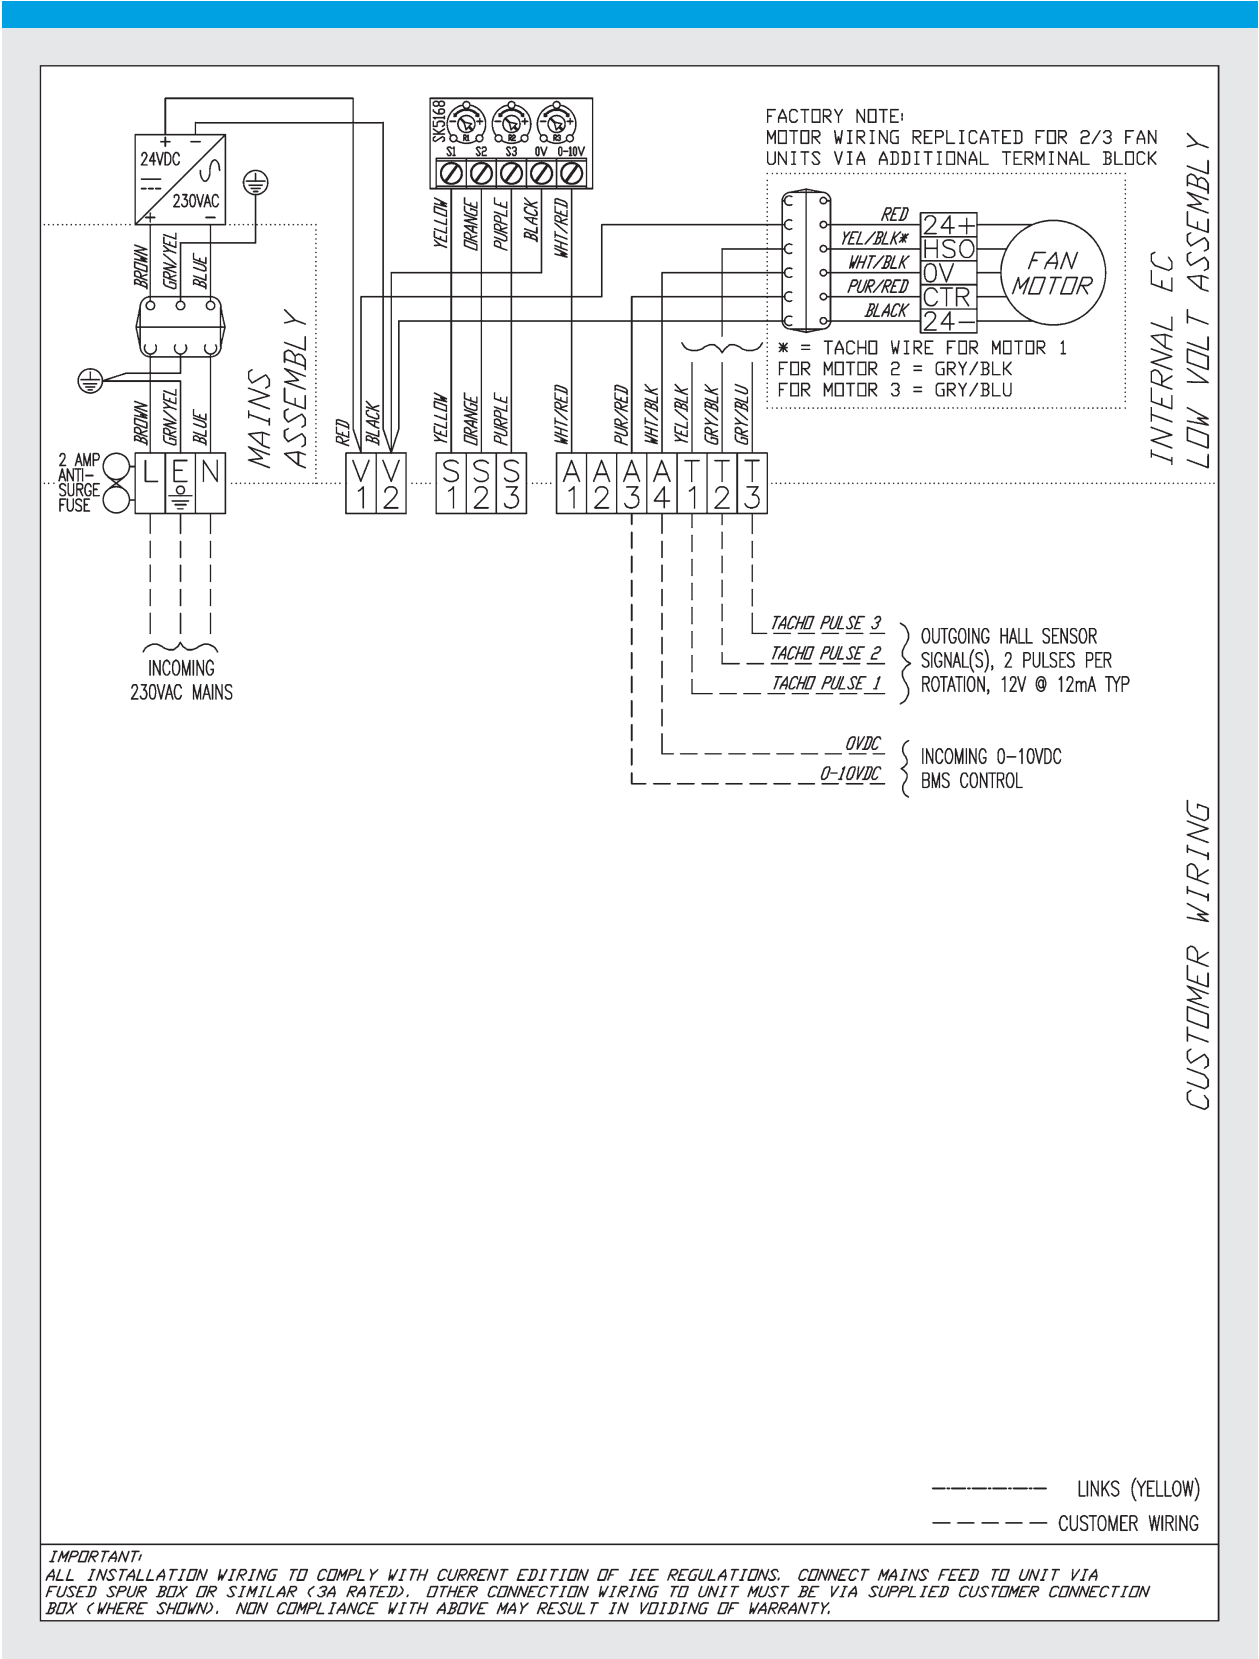 24VDC
230VAC
+ −
+ −
BROWN
GRN/YEL
BLUE
BROWN
GRN/YEL
BLUE
MAINS
ASSEMBLY
2 AMP
ANTI-
SURGE
FUSE
L E N
INCOMING
230VAC MAINS
RED
BLACK
V1 V2
SK5168
R1 R2 R3
S1 S2 S3 0V 0-10V
YELLOW
ORANGE
PURPLE
BLACK
WHT/RED
YELLOW
ORANGE
PURPLE
S1 S2 S3
WHT/RED
PUR/RED
WHT/BLK
YEL/BLK
GRY/BLK
GRY/BLU
A1 A2 A3 A4 T1 T2 T3
FACTORY NOTE:
MOTOR WIRING REPLICATED FOR 2/3 FAN
UNITS VIA ADDITIONAL TERMINAL BLOCK
RED 24+
YEL/BLK* HSO
WHT/BLK 0V
PUR/RED CTR
BLACK 24-
FAN
MOTOR
* = TACHO WIRE FOR MOTOR 1
FOR MOTOR 2 = GRY/BLK
FOR MOTOR 3 = GRY/BLU
INTERNAL EC
LOW VOLT ASSEMBLY
TACHO PULSE 3
TACHO PULSE 2
TACHO PULSE 1
OUTGOING HALL SENSOR
SIGNAL(S), 2 PULSES PER
ROTATION, 12V @ 12mA TYP
0VDC
0-10VDC
INCOMING 0-10VDC
BMS CONTROL
CUSTOMER WIRING
LINKS (YELLOW)
CUSTOMER WIRING
IMPORTANT:
ALL INSTALLATION WIRING TO COMPLY WITH CURRENT EDITION OF IEE REGULATIONS. CONNECT MAINS FEED TO UNIT VIA
FUSED SPUR BOX OR SIMILAR (3A RATED). OTHER CONNECTION WIRING TO UNIT MUST BE VIA SUPPLIED CUSTOMER CONNECTION
BOX (WHERE SHOWN). NON COMPLIANCE WITH ABOVE MAY RESULT IN VOIDING OF WARRANTY.